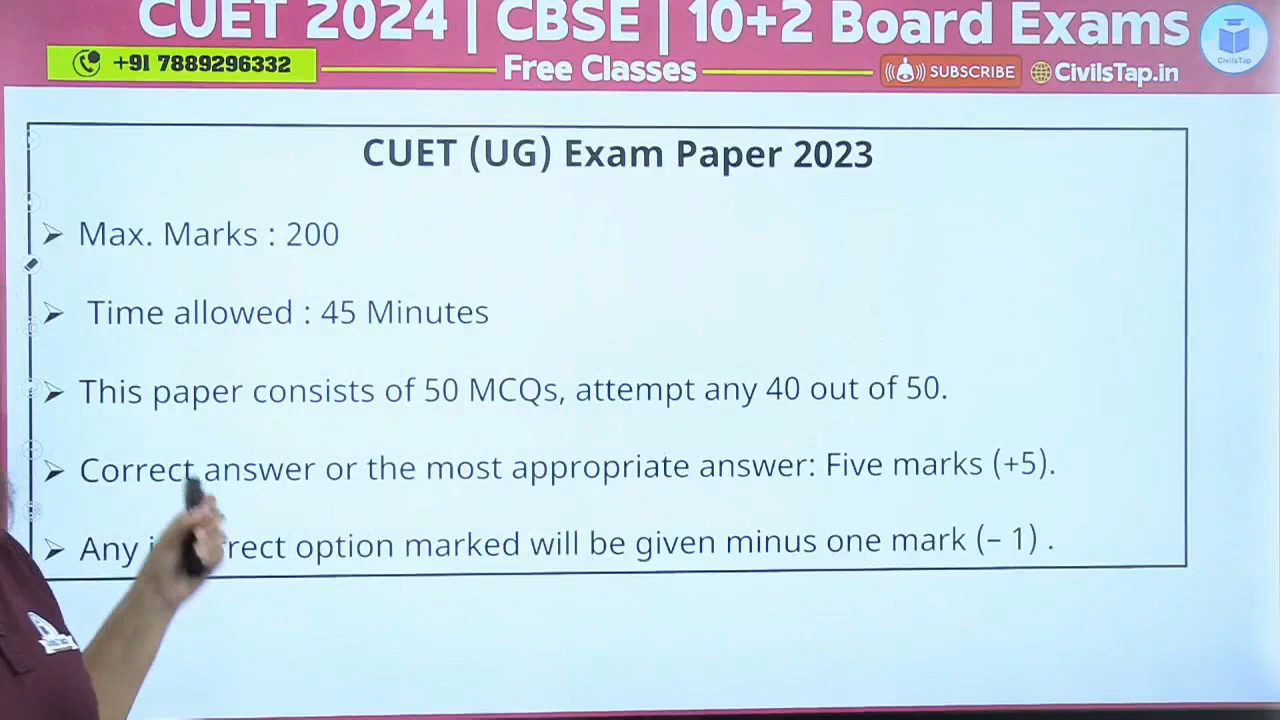 CUET 2024 | CBSE | 10+2 Board Exams
+91 7889296332
Free Classes
SUBSCRIBE
CivilsTap.in
CivilsTap
CUET (UG) Exam Paper 2023
➢ Max. Marks : 200
➢ Time allowed : 45 Minutes
➢ This paper consists of 50 MCQs, attempt any 40 out of 50.
➢ Correct answer or the most appropriate answer: Five marks (+5).
➢ Any rect option marked will be given minus one mark (– 1) .